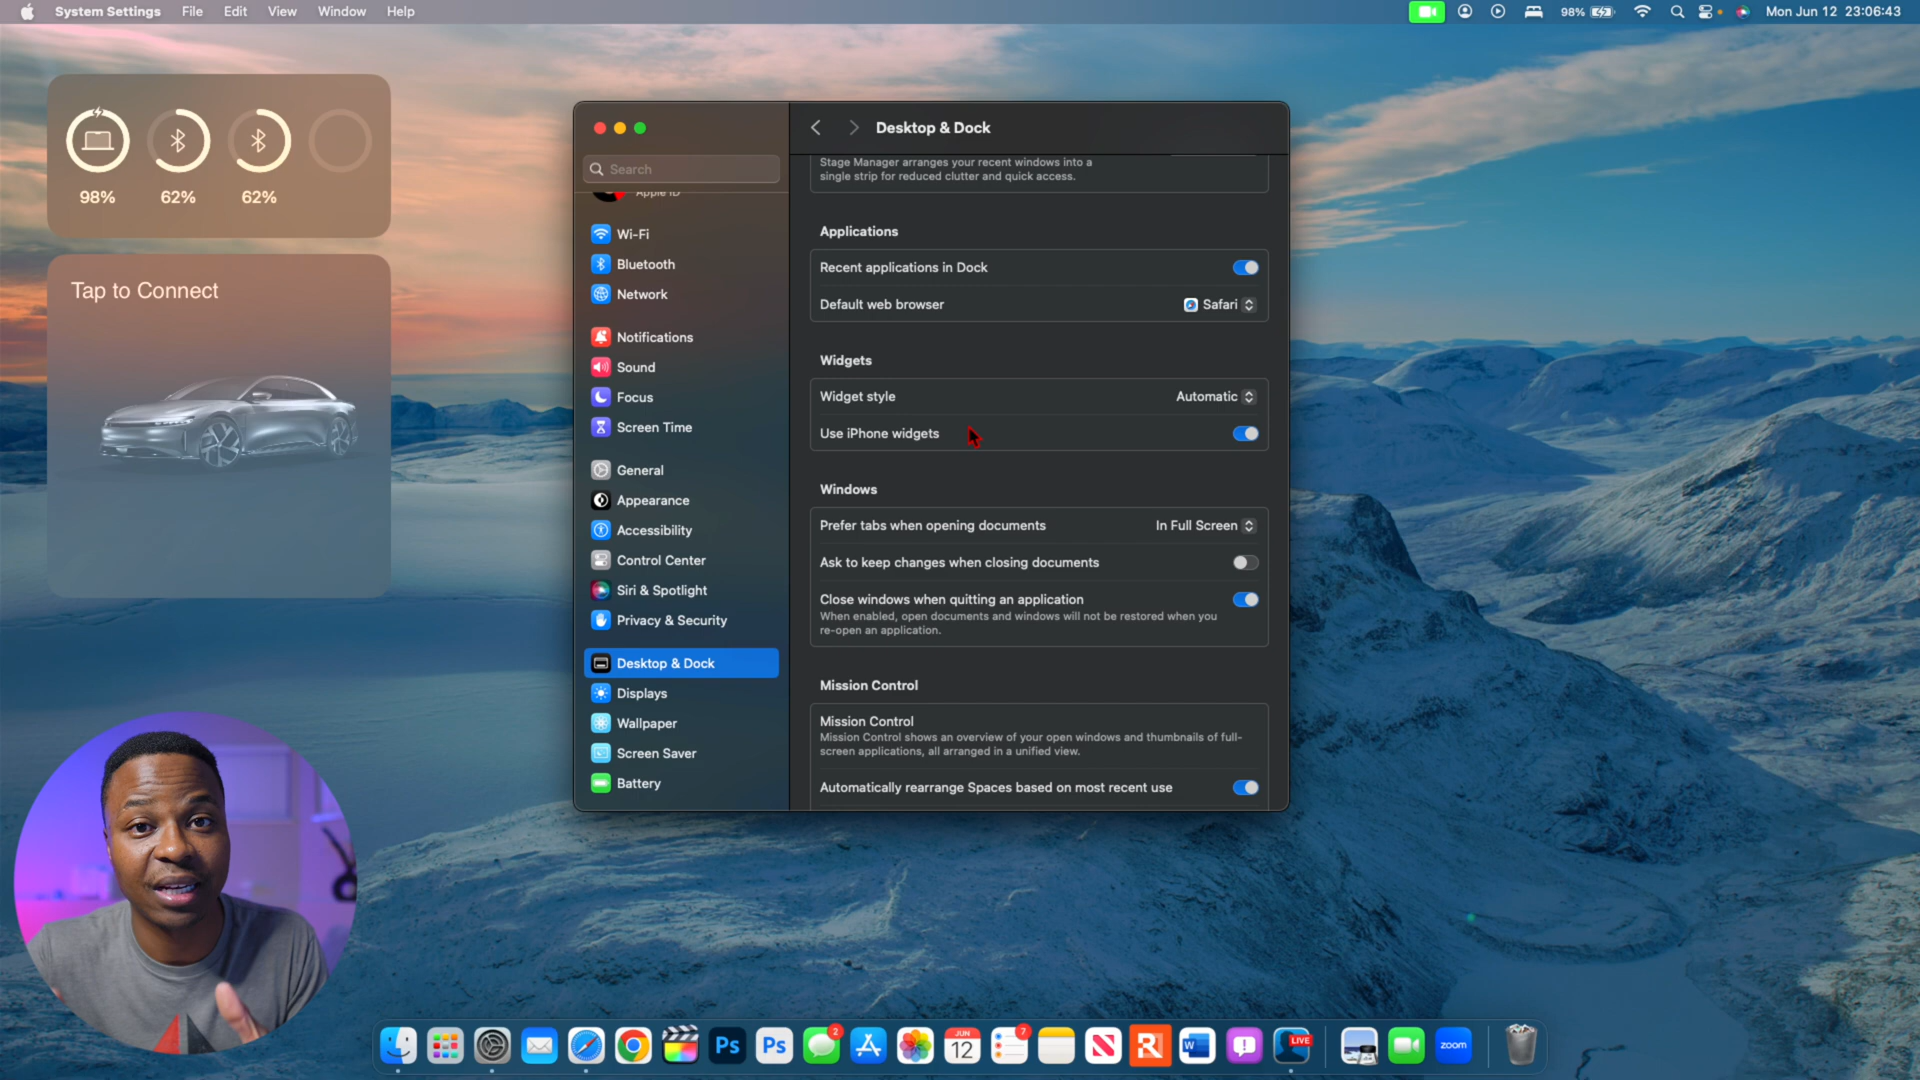 System Settings File Edit View Window Help
98% Mon Jun 12 23:06:43
98% 62% 62%
Tap to Connect
Search
Apple ID
Wi-Fi
Bluetooth
Network
Notifications
Sound
Focus
Screen Time
General
Appearance
Accessibility
Control Center
Siri & Spotlight
Privacy & Security
Desktop & Dock
Displays
Wallpaper
Screen Saver
Battery
Desktop & Dock
Stage Manager arranges your recent windows into a
single strip for reduced clutter and quick access.
Applications
Recent applications in Dock
Default web browser Safari
Widgets
Widget style Automatic
Use iPhone widgets
Windows
Prefer tabs when opening documents In Full Screen
Ask to keep changes when closing documents
Close windows when quitting an application
When enabled, open documents and windows will not be restored when you
re-open an application.
Mission Control
Mission Control
Mission Control shows an overview of your open windows and thumbnails of full-
screen applications, all arranged in a unified view.
Automatically rearrange Spaces based on most recent use
Ps Ps 2 JUN 12 7 W LIVE zoom